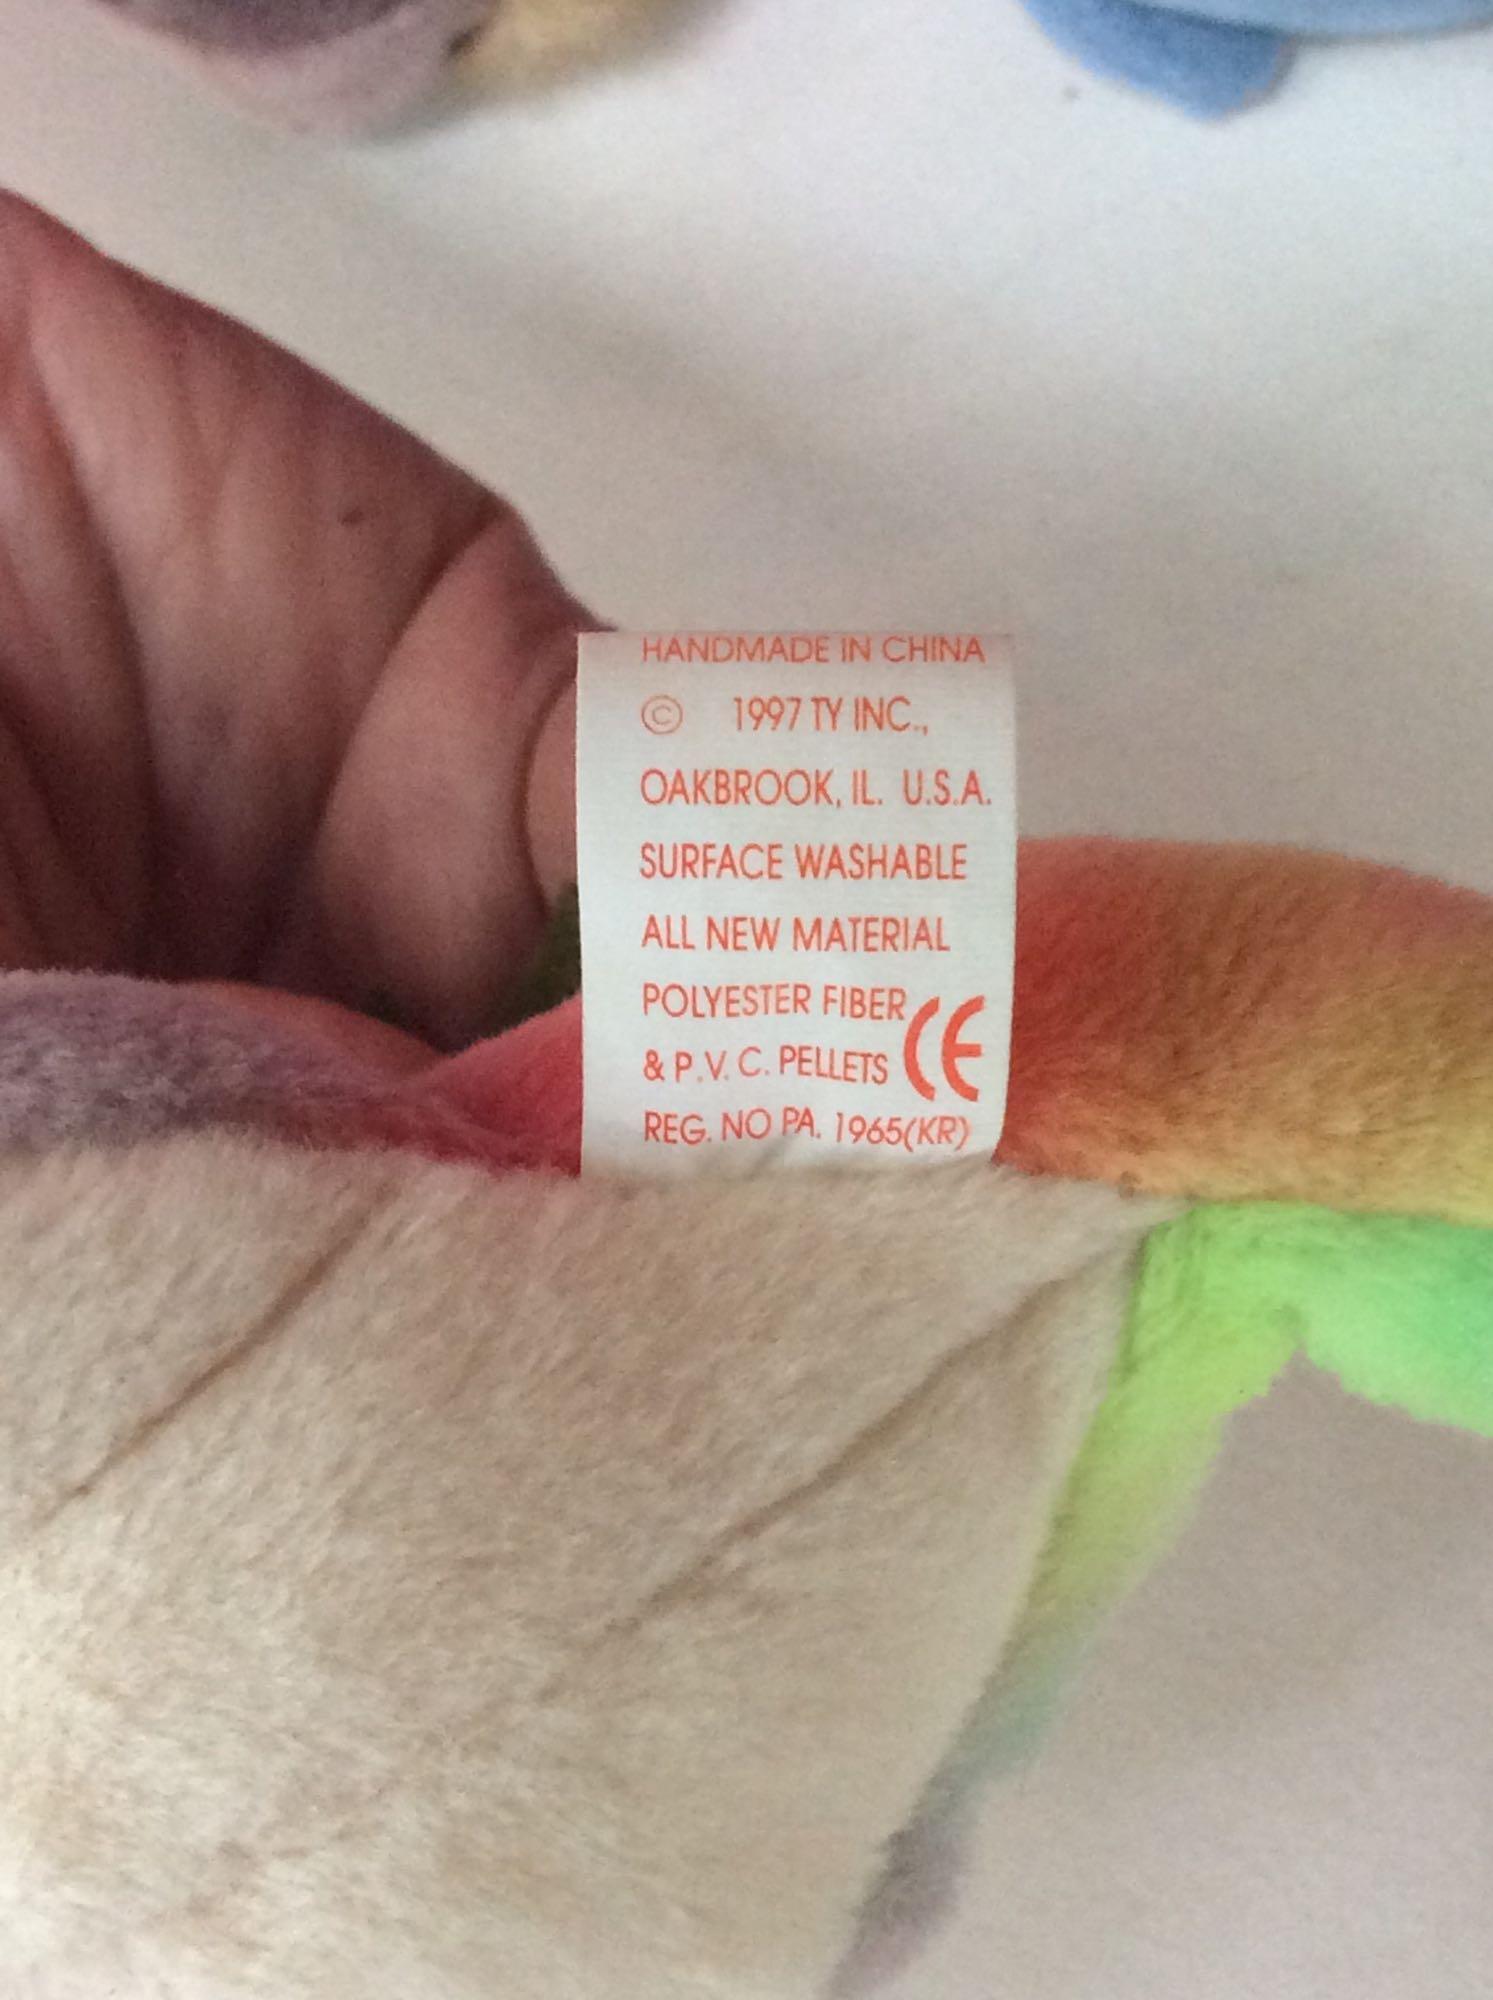 HANDMADE IN CHINA
© 1997 TY INC.,
OAKBROOK, IL. U.S.A.
SURFACE WASHABLE
ALL NEW MATERIAL
POLYESTER FIBER
& P.V.C. PELLETS CE
REG. NO PA. 1965(KR)